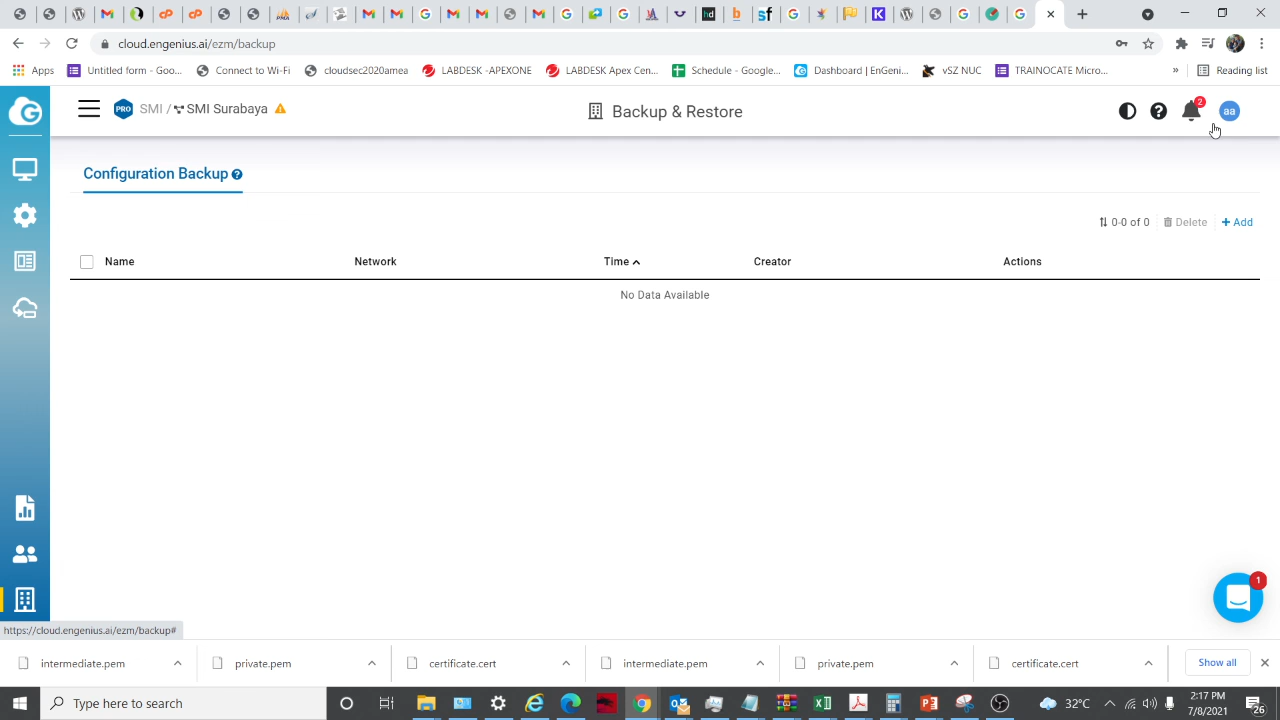 cloud.engenius.ai/ezm/backup
Apps
Untitled form - Goo...
Connect to Wi-Fi
cloudsec2020amea
LABDESK -APEXONE
LABDESK Apex Cen...
Schedule - Google...
Dashboard | EnGeni...
vSZ NUC
TRAINOCATE Micro...
»
Reading list
PRO SMI / SMI Surabaya
Backup & Restore
2
aa
Configuration Backup
0-0 of 0 Delete + Add
Name Network Time Creator Actions
No Data Available
1
https://cloud.engenius.ai/ezm/backup#
intermediate.pem
private.pem
certificate.cert
intermediate.pem
private.pem
certificate.cert
Show all
Type here to search
32°C
2:17 PM
7/8/2021
26